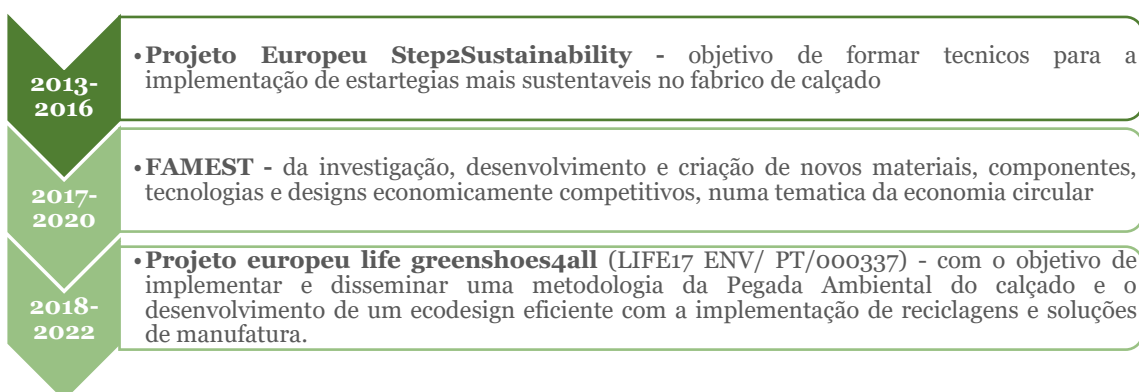 2013-
2016
•Projeto Europeu Step2Sustainability - objetivo de formar tecnicos para a
implementação de estartegias mais sustentaveis no fabrico de calçado
2017-
2020
•FAMEST - da investigação, desenvolvimento e criação de novos materiais, componentes,
tecnologias e designs economicamente competitivos, numa tematica da economia circular
2018-
2022
•Projeto europeu life greenshoes4all (LIFE17 ENV/ PT/000337) - com o objetivo de
implementar e disseminar uma metodologia da Pegada Ambiental do calçado e o
desenvolvimento de um ecodesign eficiente com a implementação de reciclagens e soluções
de manufatura.